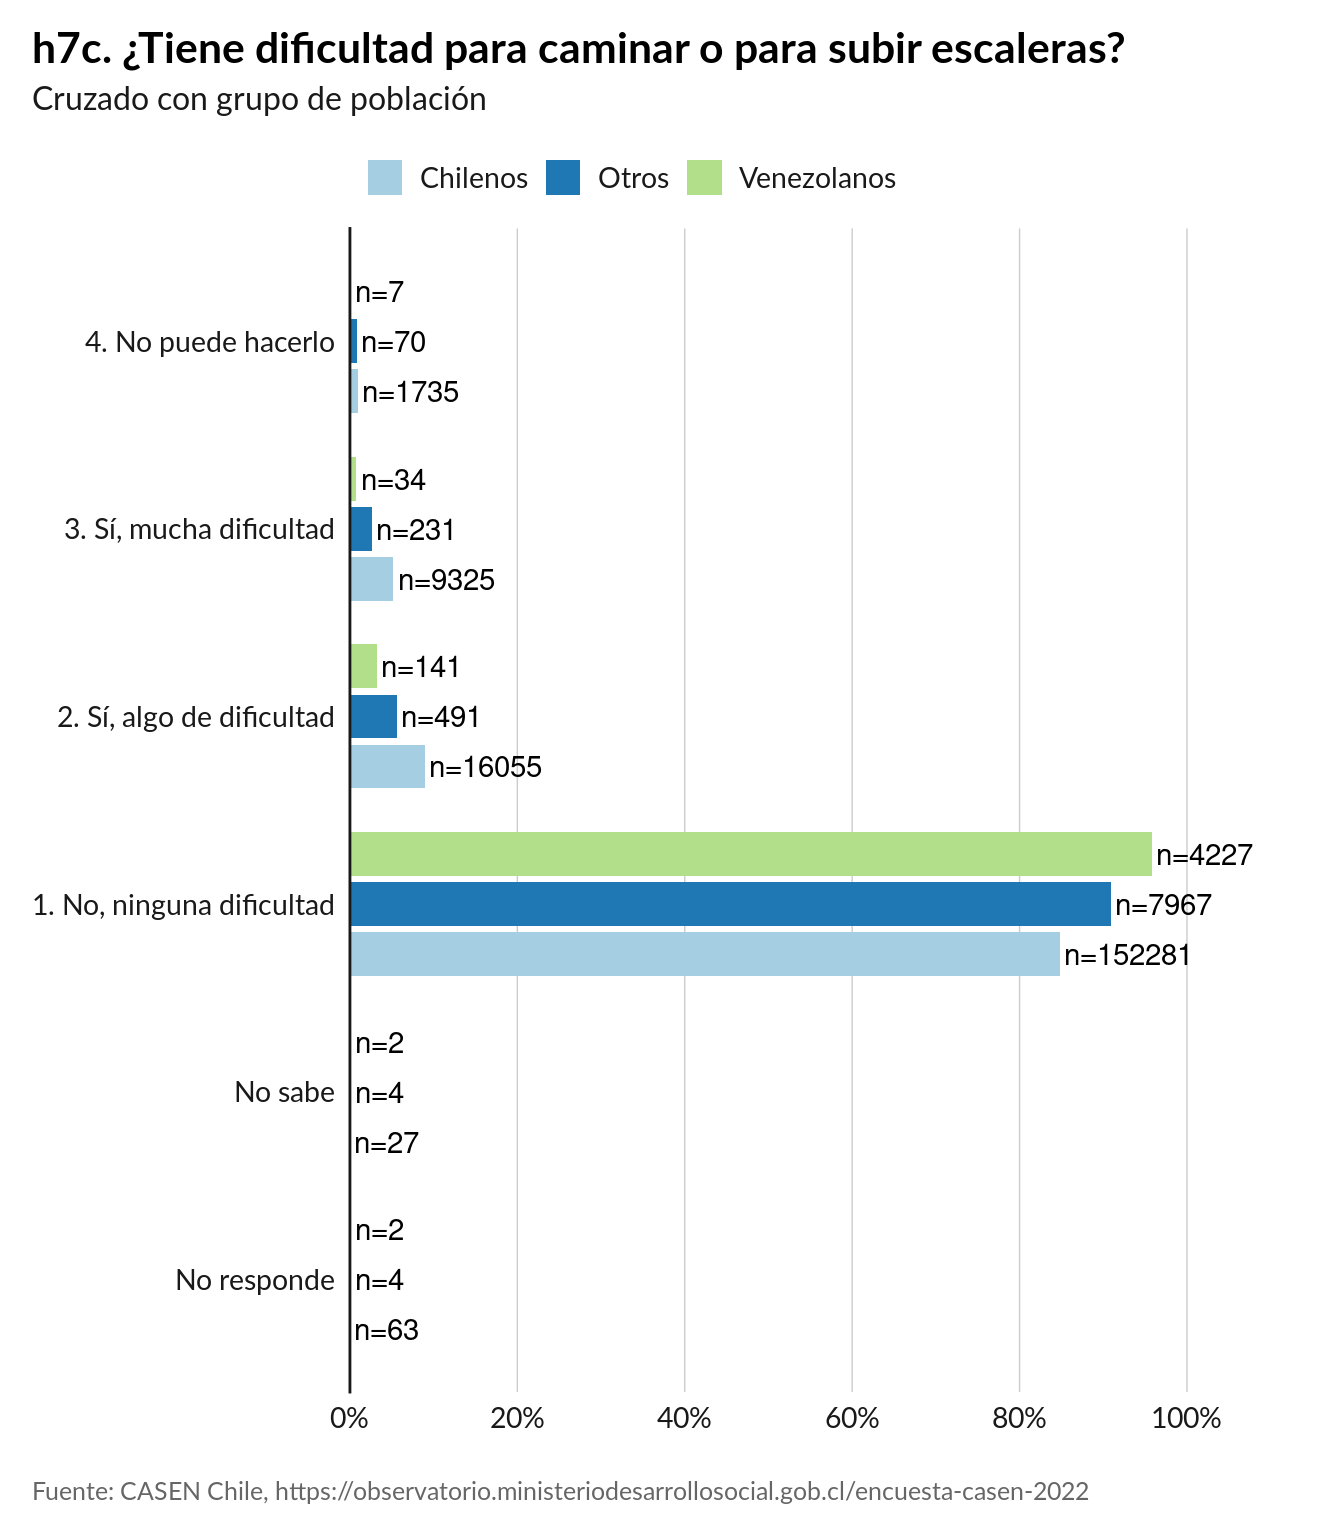 h7c. ¿Tiene dificultad para caminar o para subir escaleras?
Cruzado con grupo de población
Chilenos Otros Venezolanos
n=7
4. No puede hacerlo n=70
n=1735
n=34
3. Sí, mucha dificultad n=231
n=9325
n=141
2. Sí, algo de dificultad n=491
n=16055
n=4227
1. No, ninguna dificultad n=7967
n=152281
n=2
No sabe n=4
n=27
n=2
No responde n=4
n=63
0% 20% 40% 60% 80% 100%
Fuente: CASEN Chile, https://observatorio.ministeriodesarrollosocial.gob.cl/encuesta-casen-2022